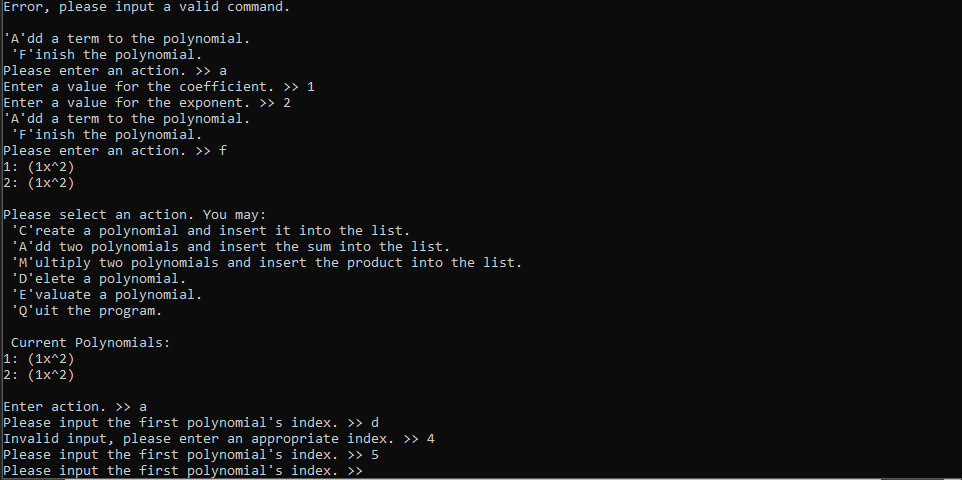 Error, please input a valid command.
'A'dd a term to the polynomial.
'F'inish the polynomial.
Please enter an action. >> a
Enter a value for the coefficient. >> 1
Enter a value for the exponent. >> 2
'A'dd a term to the polynomial.
'F'inish the polynomial.
Please enter an action. >> f
1: (1x^2)
2: (1x^2)
Please select an action. You may:
'C'reate a polynomial and insert it into the list.
'A'dd two polynomials and insert the sum into the list.
'M'ultiply two polynomials and insert the product into the list.
'D'elete a polynomial.
'E'valuate a polynomial.
'Q'uit the program.
Current Polynomials:
1: (1x^2)
2: (1x^2)
Enter action. >> a
Please input the first polynomial's index. >> d
Invalid input, please enter an appropriate index. >> 4
Please input the first polynomial's index. >> 5
Please input the first polynomial's index. >>